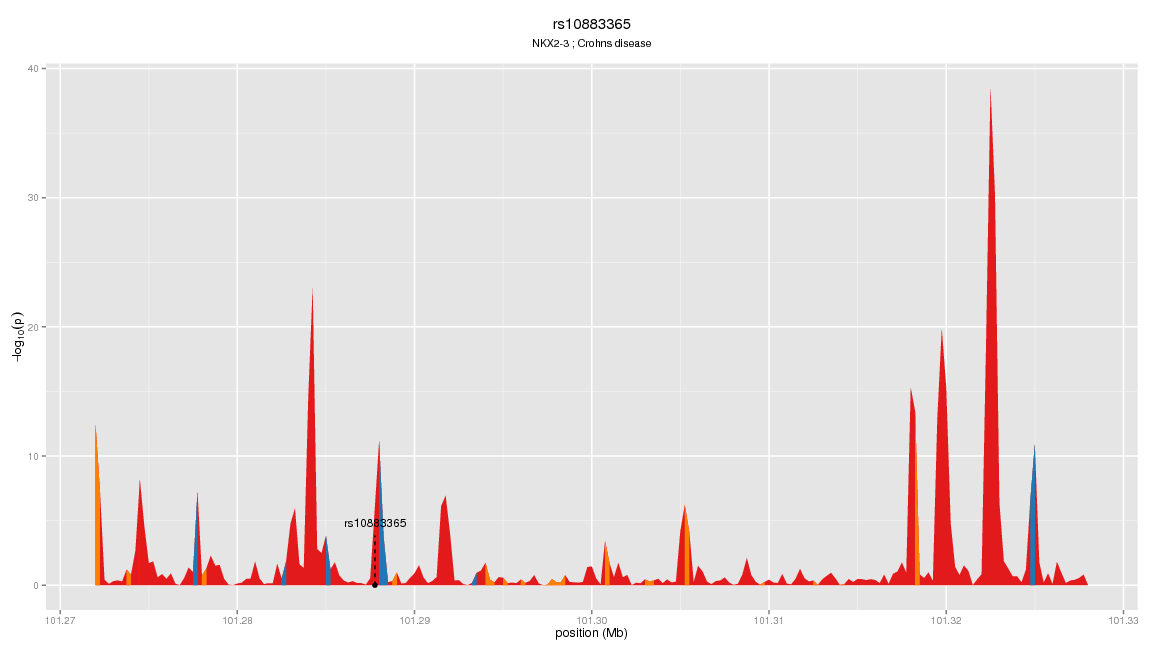 rs10883365
NKX2-3 ; Crohns disease
40
30
20
10
0
-log10(p)
rs10883365
101.27 101.28 101.29 101.30 101.31 101.32 101.33
position (Mb)